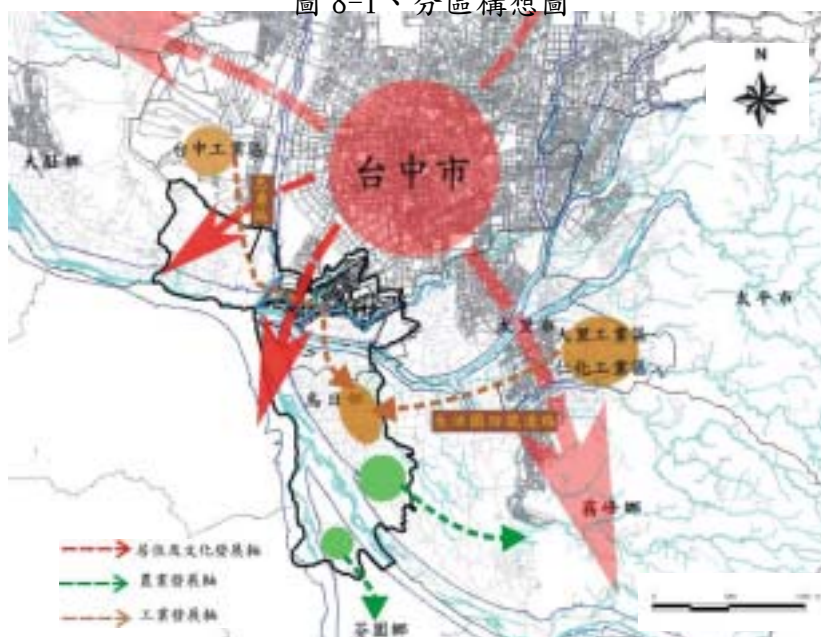 圖 8-1、分區構想圖
N
台中工業區
大肚鄉
台中市
太平市
大里市
大里工業區
仁化工業區
烏日鄉
霧峰鄉
居住及文化發展軸
農業發展軸
工業發展軸
芬園鄉